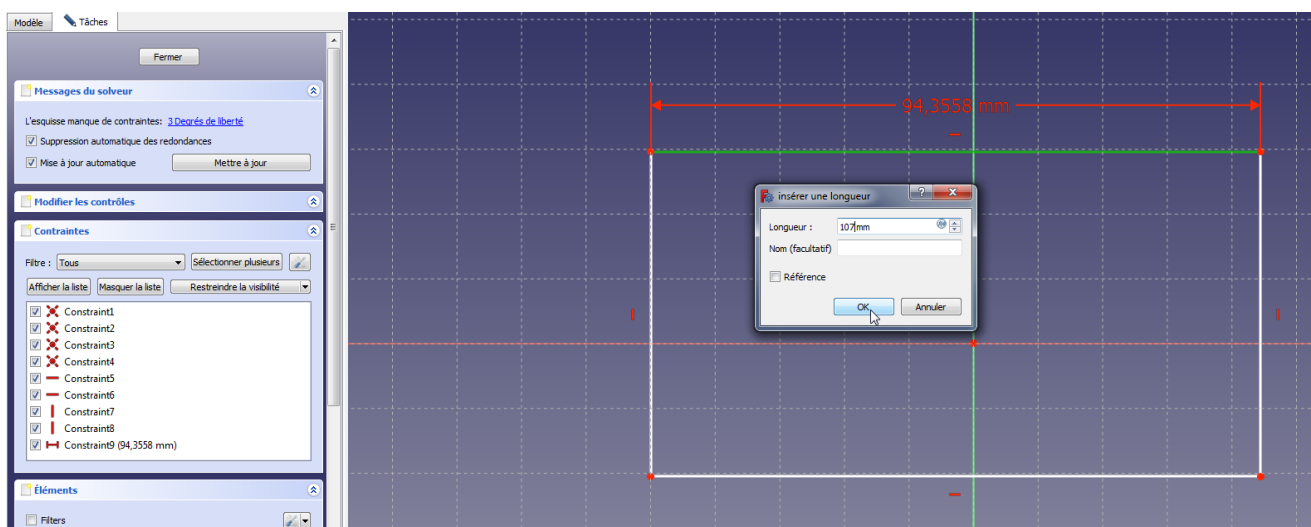 Modèle
Tâches
Fermer
Messages du solveur
L'esquisse manque de contraintes: 3 Degrés de liberté
Suppression automatique des redondances
Mise à jour automatique
Mettre à jour
Modifier les contrôles
Contraintes
Filtre : Tous
Sélectionner plusieurs
Afficher la liste
Masquer la liste
Restreindre la visibilité
Constraint1
Constraint2
Constraint3
Constraint4
Constraint5
Constraint6
Constraint7
Constraint8
Constraint9 (94,3558 mm)
Éléments
Filters
94,3558 mm
insérer une longueur
Longueur : 107 mm
Nom (facultatif)
Référence
OK
Annuler